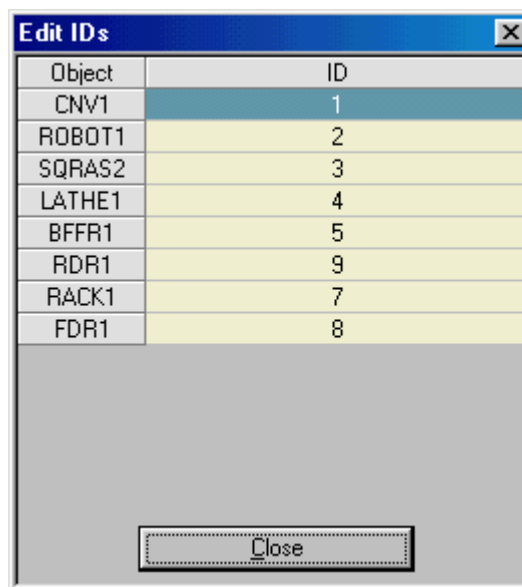 Edit IDs
Object ID
CNV1 1
ROBOT1 2
SQRAS2 3
LATHE1 4
BFFR1 5
RDR1 9
RACK1 7
FDR1 8
Close